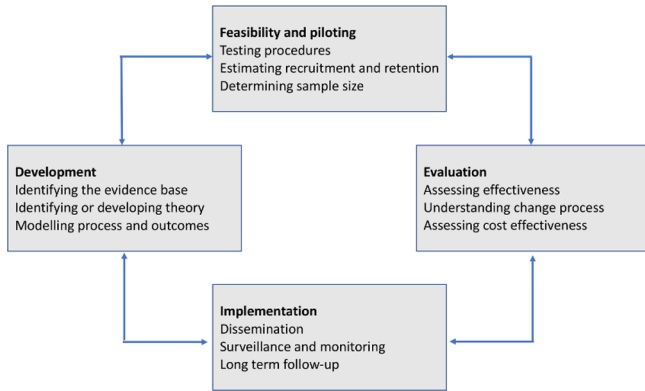 Feasibility and piloting
Testing procedures
Estimating recruitment and retention
Determining sample size
Development
Identifying the evidence base
Identifying or developing theory
Modelling process and outcomes
Evaluation
Assessing effectiveness
Understanding change process
Assessing cost effectiveness
Implementation
Dissemination
Surveillance and monitoring
Long term follow-up